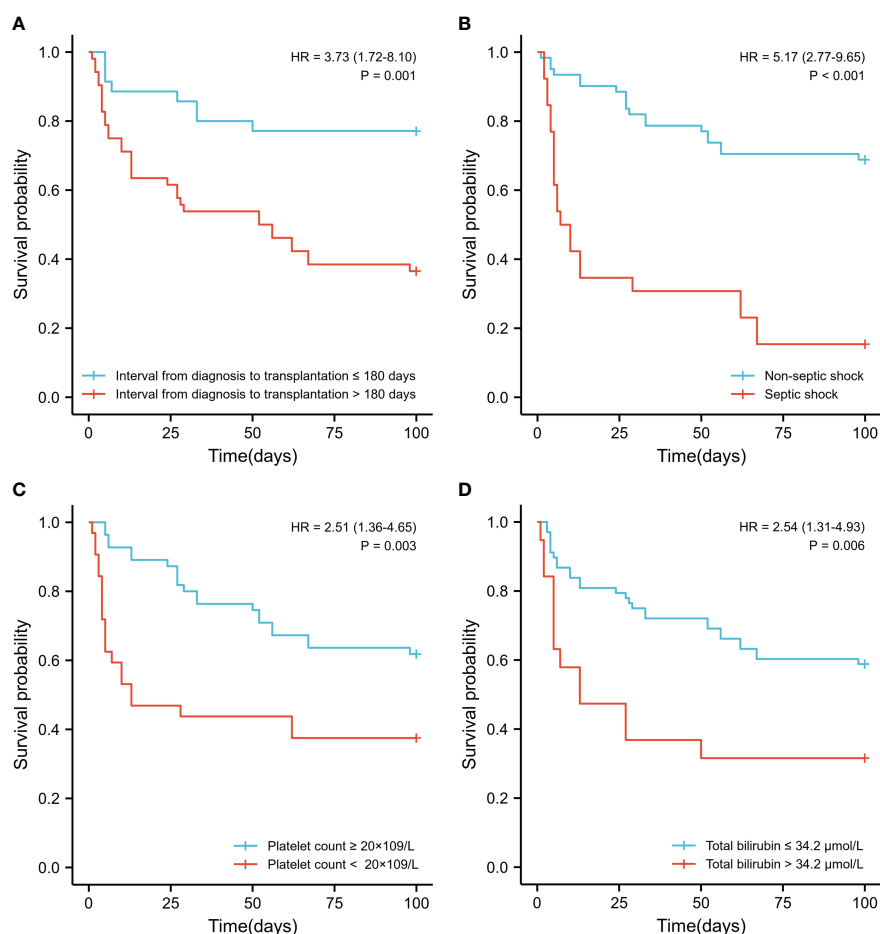 A
HR = 3.73 (1.72-8.10)
P = 0.001
Survival probability
1.0
0.8
0.6
0.4
0.2
0.0
Interval from diagnosis to transplantation ≤ 180 days
Interval from diagnosis to transplantation > 180 days
0 25 50 75 100
Time(days)
B
HR = 5.17 (2.77-9.65)
P < 0.001
Survival probability
1.0
0.8
0.6
0.4
0.2
0.0
Non-septic shock
Septic shock
0 25 50 75 100
Time(days)
C
HR = 2.51 (1.36-4.65)
P = 0.003
Survival probability
1.0
0.8
0.6
0.4
0.2
0.0
Platelet count ≥ 20×109/L
Platelet count < 20×109/L
0 25 50 75 100
Time(days)
D
HR = 2.54 (1.31-4.93)
P = 0.006
Survival probability
1.0
0.8
0.6
0.4
0.2
0.0
Total bilirubin ≤ 34.2 μmol/L
Total bilirubin > 34.2 μmol/L
0 25 50 75 100
Time(days)